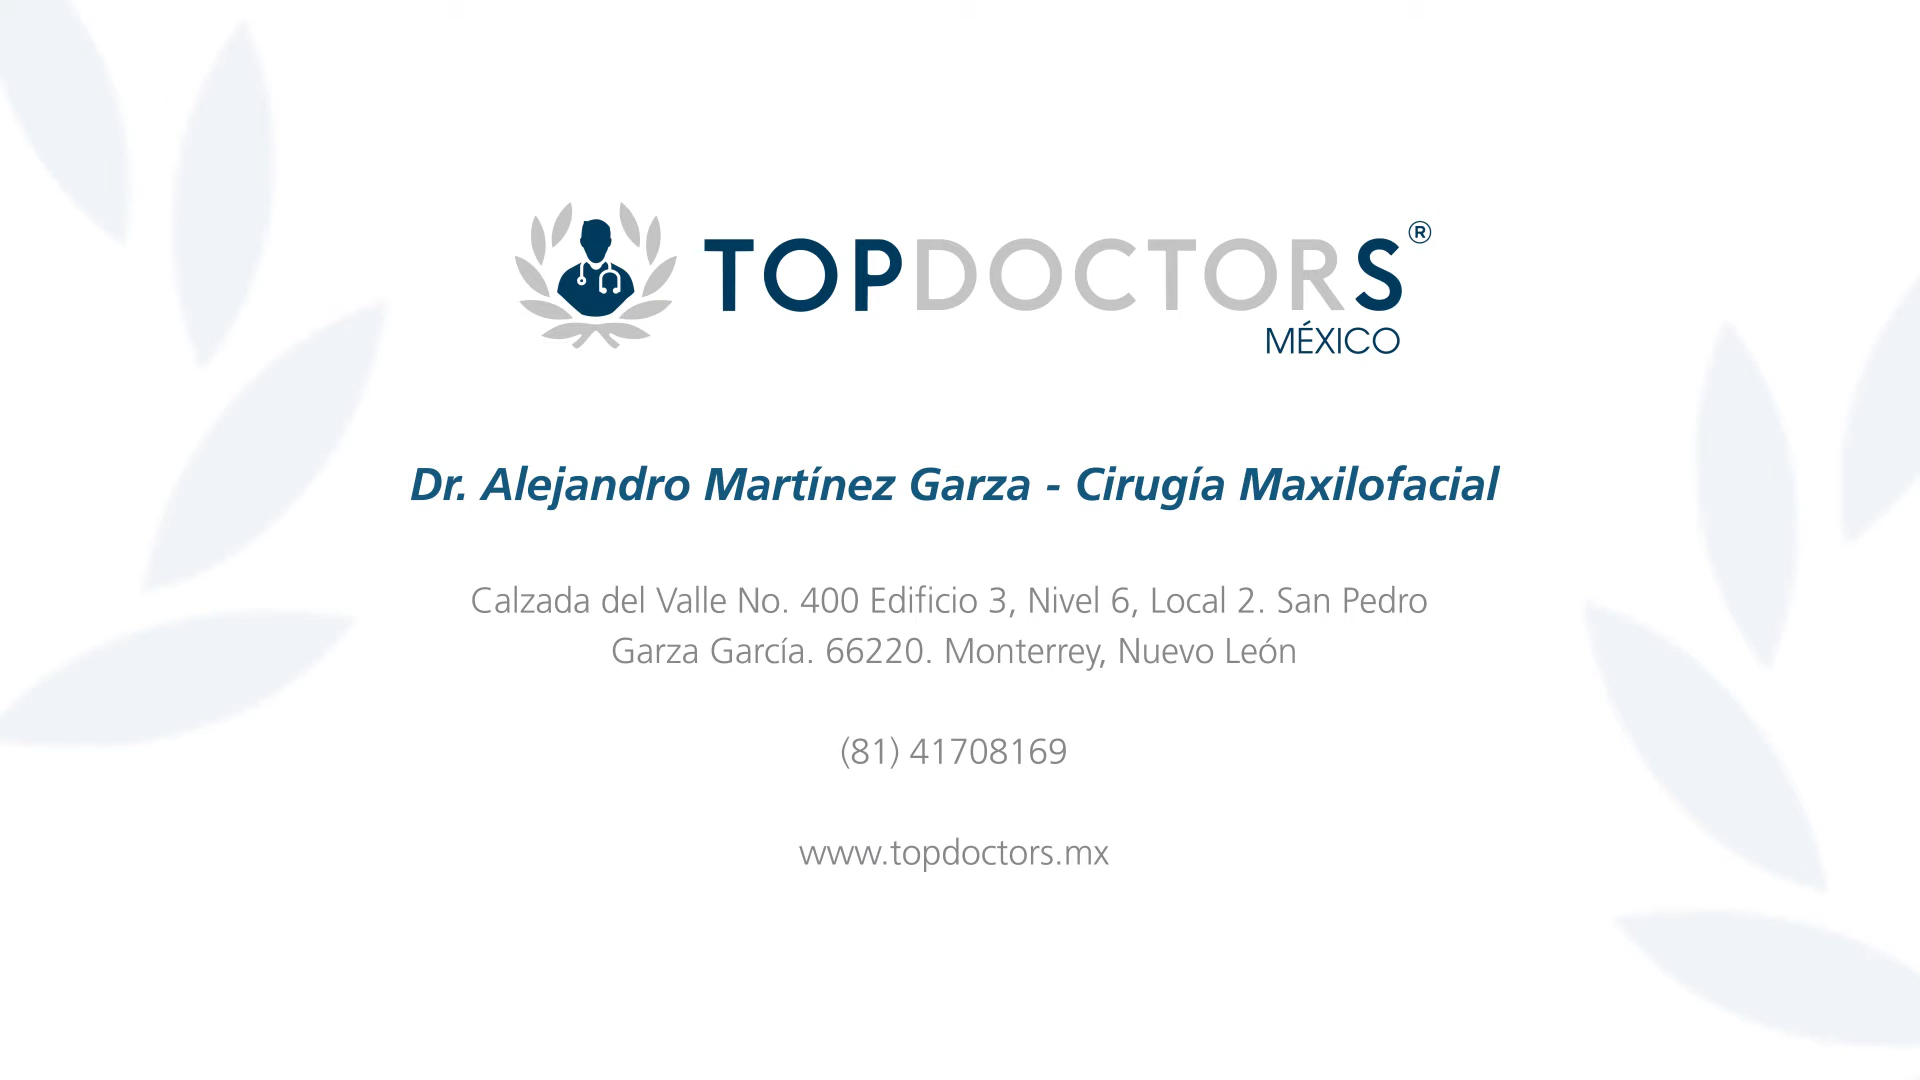 TOPDOCTORS®
MÉXICO
Dr. Alejandro Martínez Garza - Cirugía Maxilofacial
Calzada del Valle No. 400 Edificio 3, Nivel 6, Local 2. San Pedro
Garza García. 66220. Monterrey, Nuevo León
(81) 41708169
www.topdoctors.mx